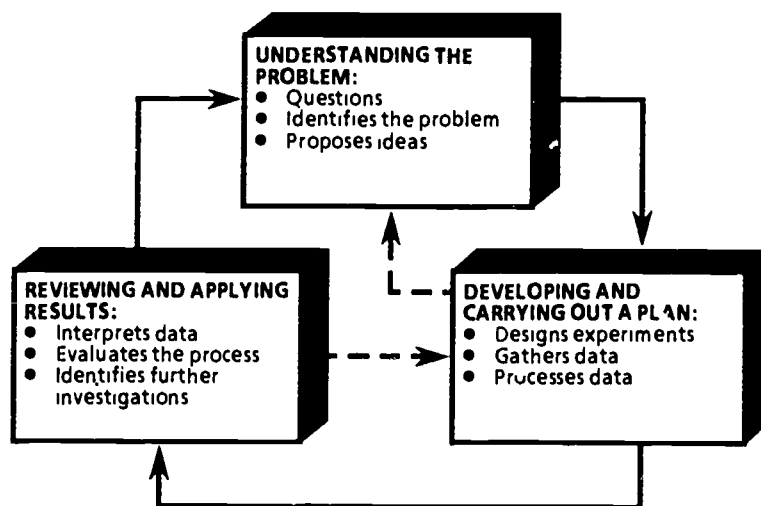 UNDERSTANDING THE
PROBLEM:
● Questions
● Identifies the problem
● Proposes ideas
REVIEWING AND APPLYING
RESULTS:
● Interprets data
● Evaluates the process
● Identifies further
investigations
DEVELOPING AND
CARRYING OUT A PLAN:
● Designs experiments
● Gathers data
● Processes data